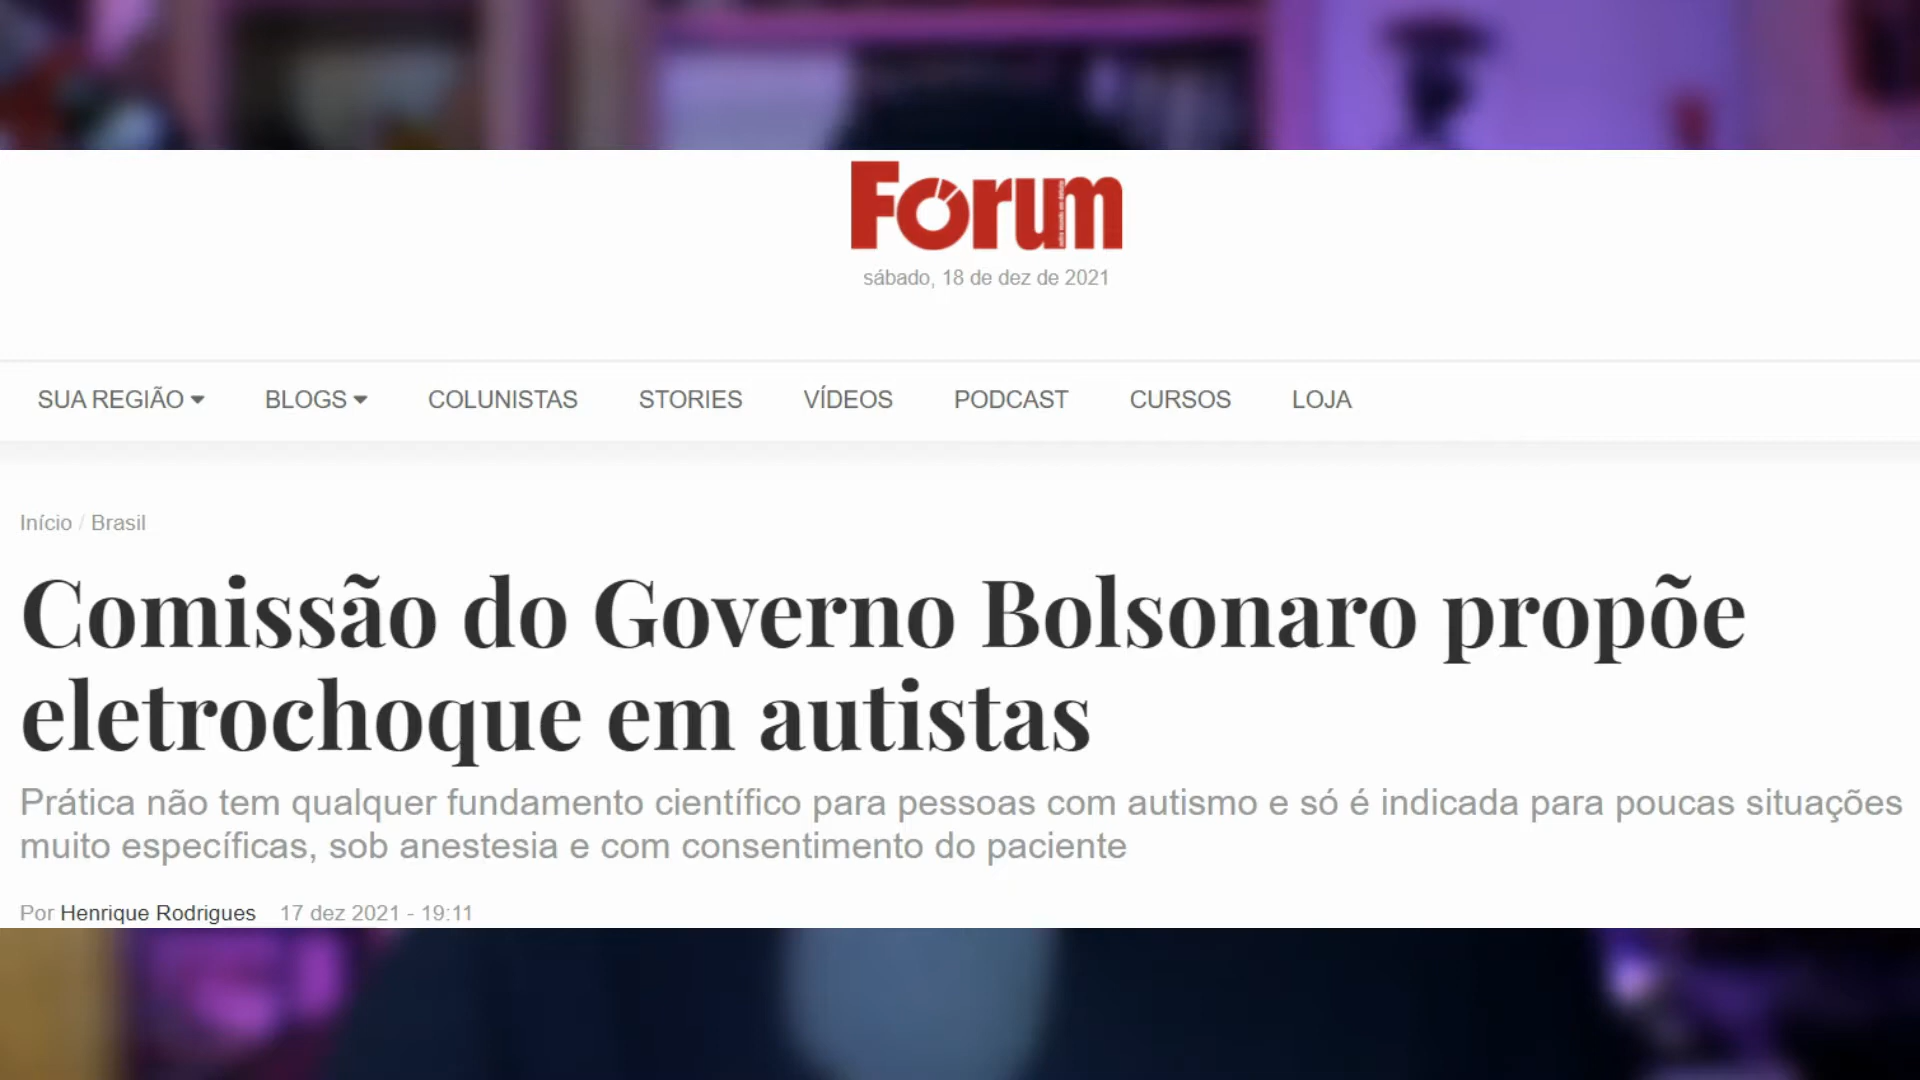 Fórum
sábado, 18 de dez de 2021
SUA REGIÃO BLOGS COLUNISTAS STORIES VÍDEOS PODCAST CURSOS LOJA
Início / Brasil
Comissão do Governo Bolsonaro propõe
eletrochoque em autistas
Prática não tem qualquer fundamento científico para pessoas com autismo e só é indicada para poucas situações
muito específicas, sob anestesia e com consentimento do paciente
Por Henrique Rodrigues 17 dez 2021 - 19:11